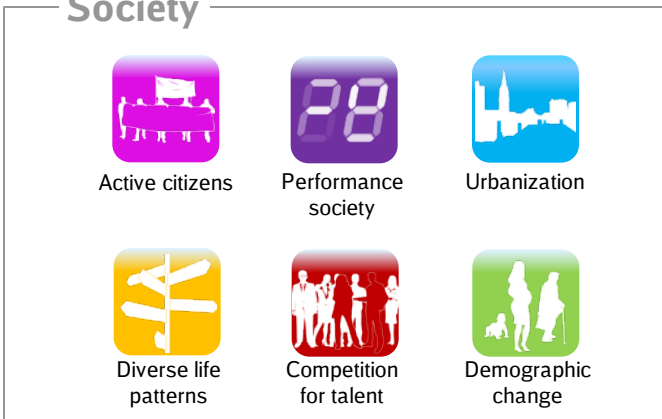 Society
Active citizens
Performance
society
Urbanization
Diverse life
patterns
Competition
for talent
Demographic
change